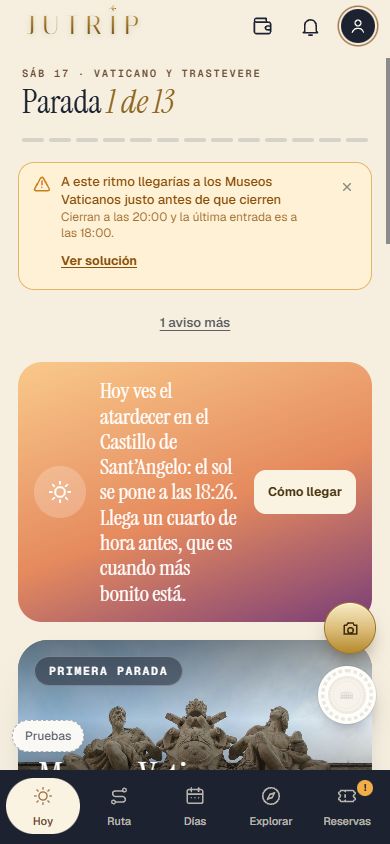 JUTRIP
SÁB 17 · VATICANO Y TRASTEVERE
Parada 1 de 13
A este ritmo llegarías a los Museos
Vaticanos justo antes de que cierren
Cierran a las 20:00 y la última entrada es a
las 18:00.
Ver solución
1 aviso más
Hoy ves el
atardecer en el
Castillo de
Sant'Angelo: el sol
se pone a las 18:26.
Llega un cuarto de
hora antes, que es
cuando más
bonito está.
Cómo llegar
PRIMERA PARADA
Pruebas
Hoy
Ruta
Días
Explorar
!
Reservas